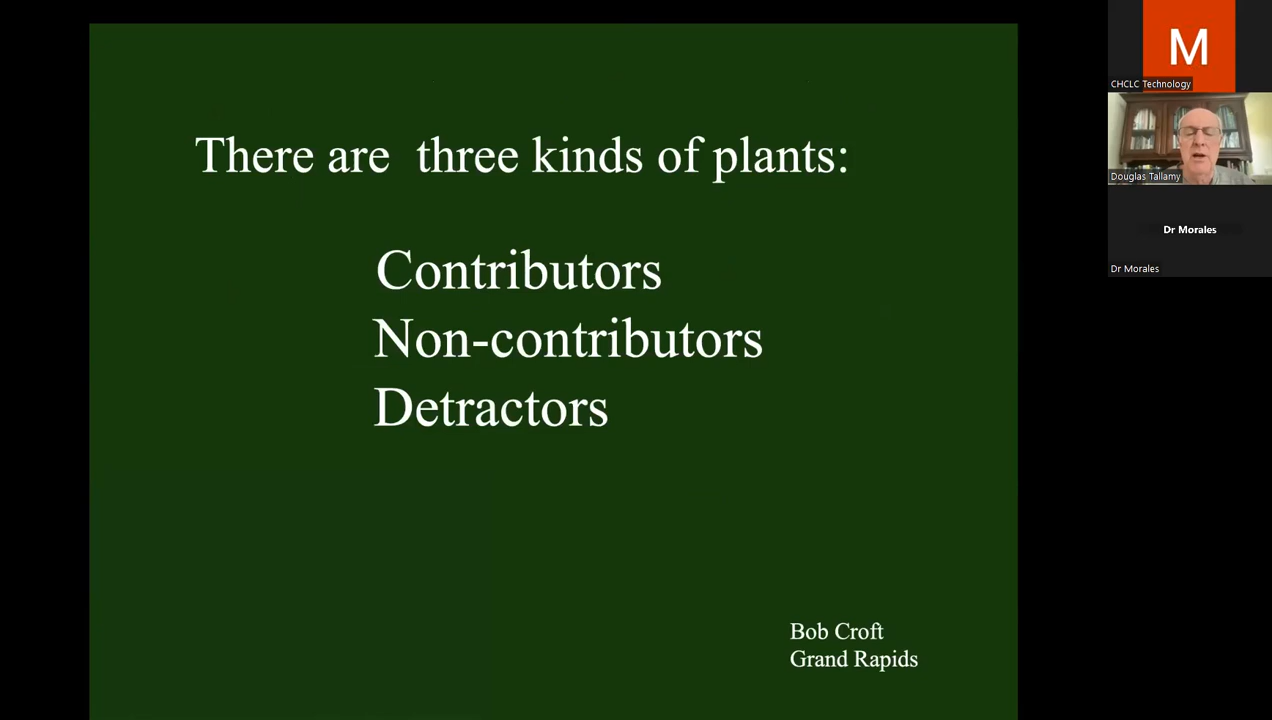 There are three kinds of plants:
Contributors
Non-contributors
Detractors
Bob Croft
Grand Rapids
M
CHCLC Technology
Douglas Tallamy
Dr Morales
Dr Morales